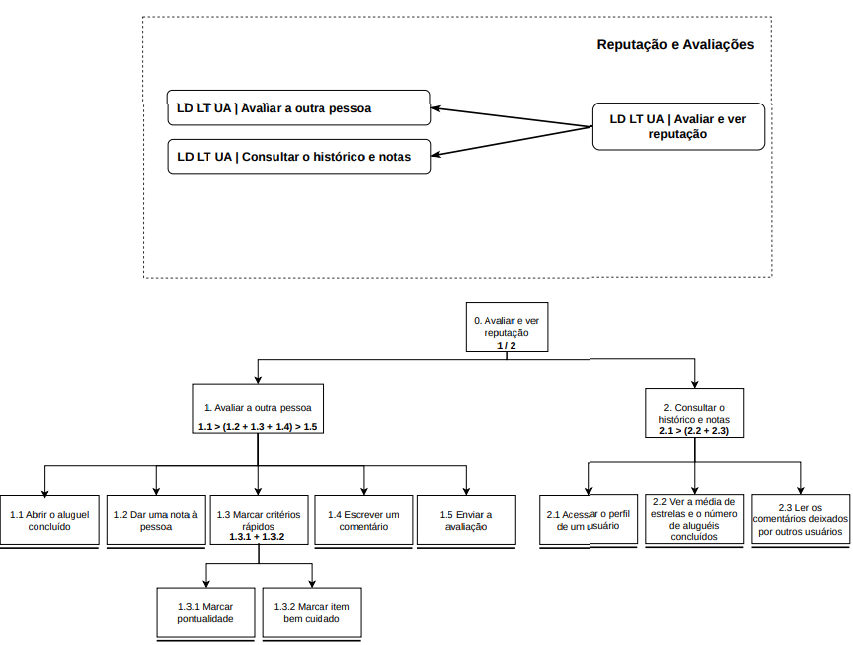 Reputação e Avaliações
LD LT UA | Avaliar a outra pessoa
LD LT UA | Avaliar e ver
reputação
LD LT UA | Consultar o histórico e notas
0. Avaliar e ver
reputação
1 / 2
1. Avaliar a outra pessoa
1.1 > (1.2 + 1.3 + 1.4) > 1.5
2. Consultar o
histórico e notas
2.1 > (2.2 + 2.3)
1.1 Abrir o aluguel
concluído
1.2 Dar uma nota à
pessoa
1.3 Marcar critérios
rápidos
1.3.1 + 1.3.2
1.4 Escrever um
comentário
1.5 Enviar a
avaliação
2.1 Acessar o perfil
de um usuário
2.2 Ver a média de
estrelas e o número
de aluguéis
concluídos
2.3 Ler os
comentários deixados
por outros usuários
1.3.1 Marcar
pontualidade
1.3.2 Marcar item
bem cuidado